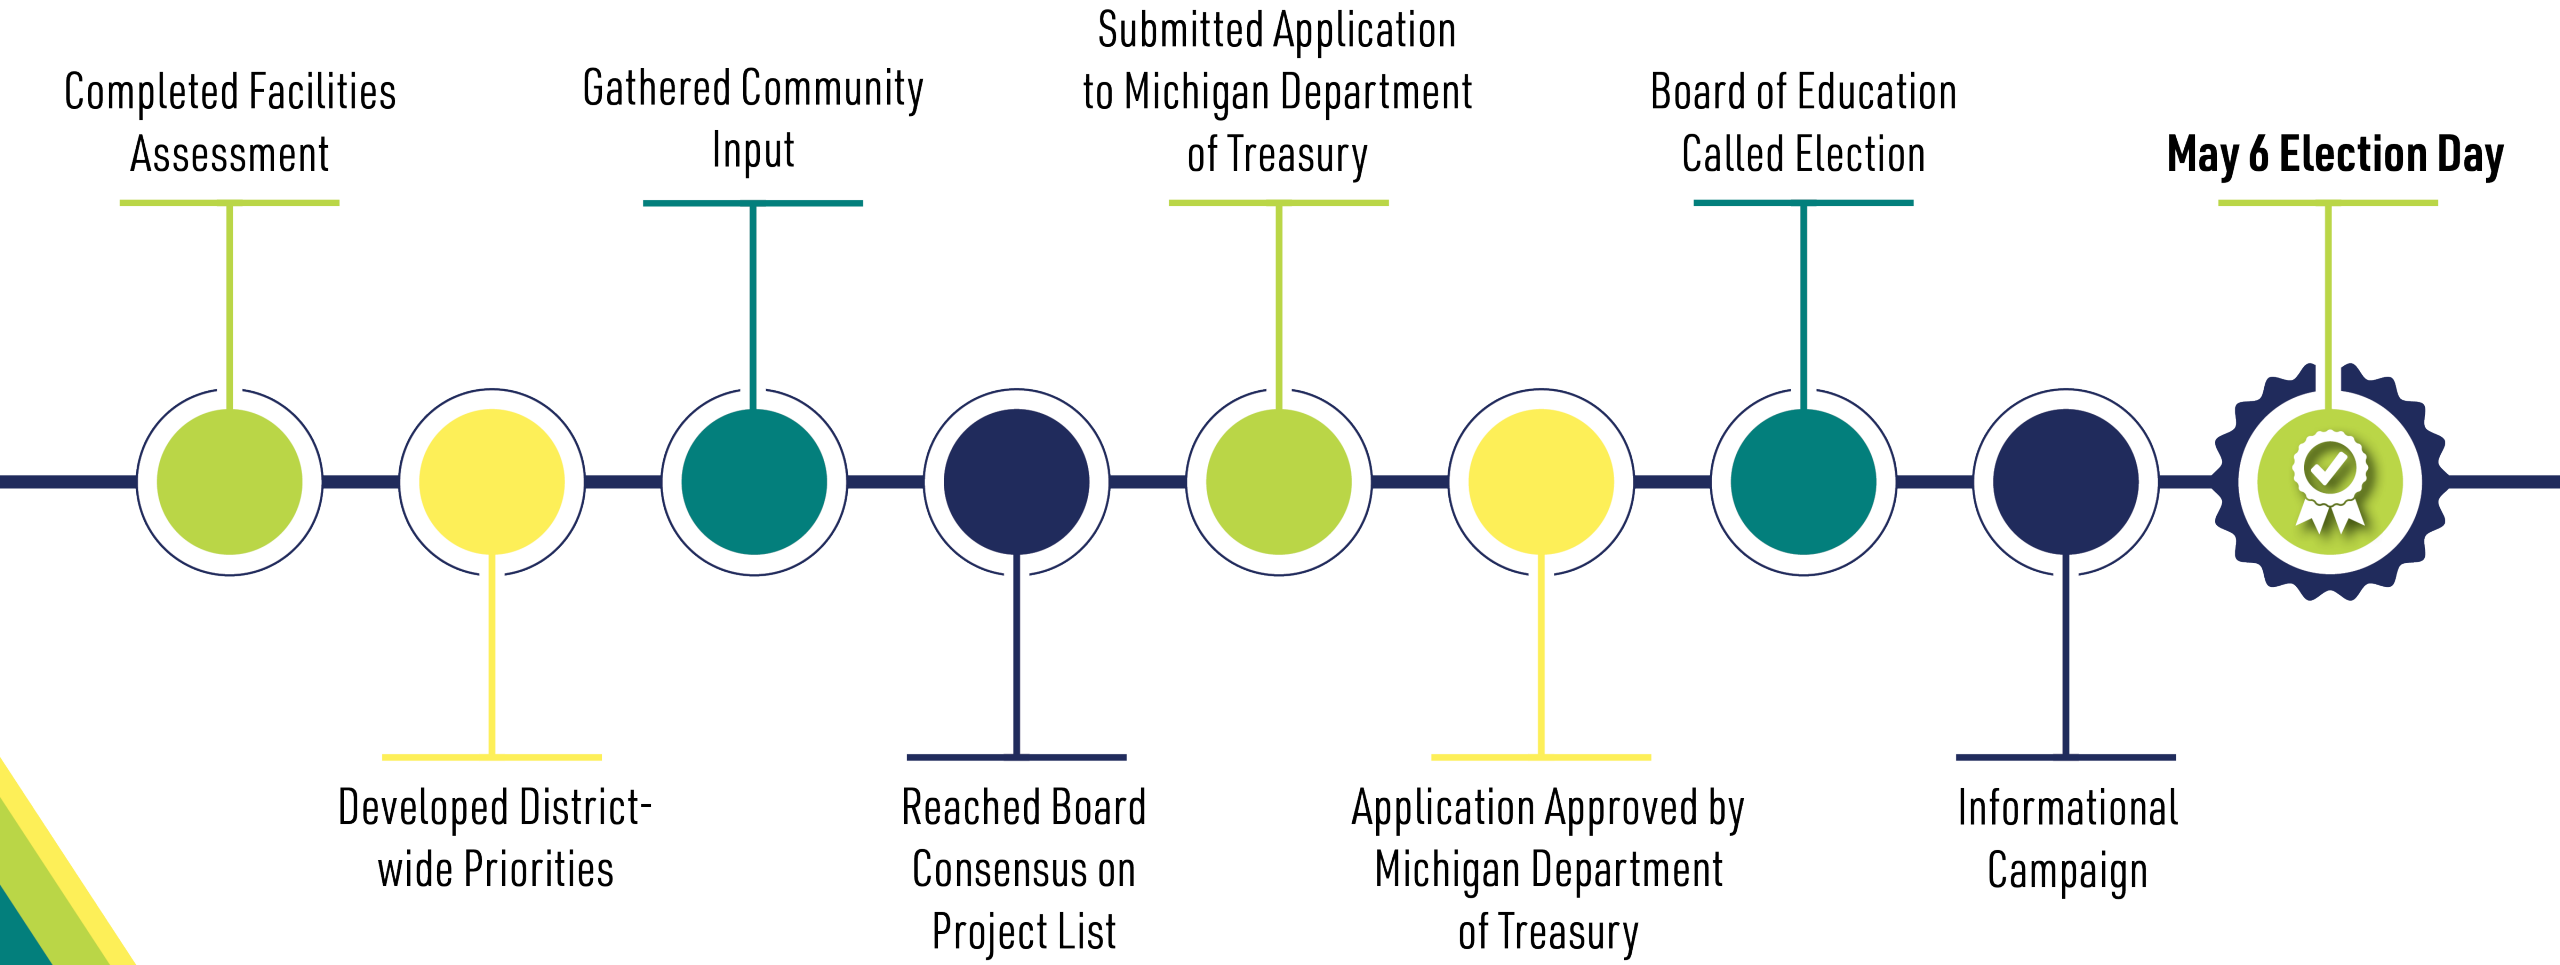 Completed Facilities
Assessment
Developed District-
wide Priorities
Gathered Community
Input
Reached Board
Consensus on
Project List
Submitted Application
to Michigan Department
of Treasury
Application Approved by
Michigan Department
of Treasury
Board of Education
Called Election
Informational
Campaign
May 6 Election Day